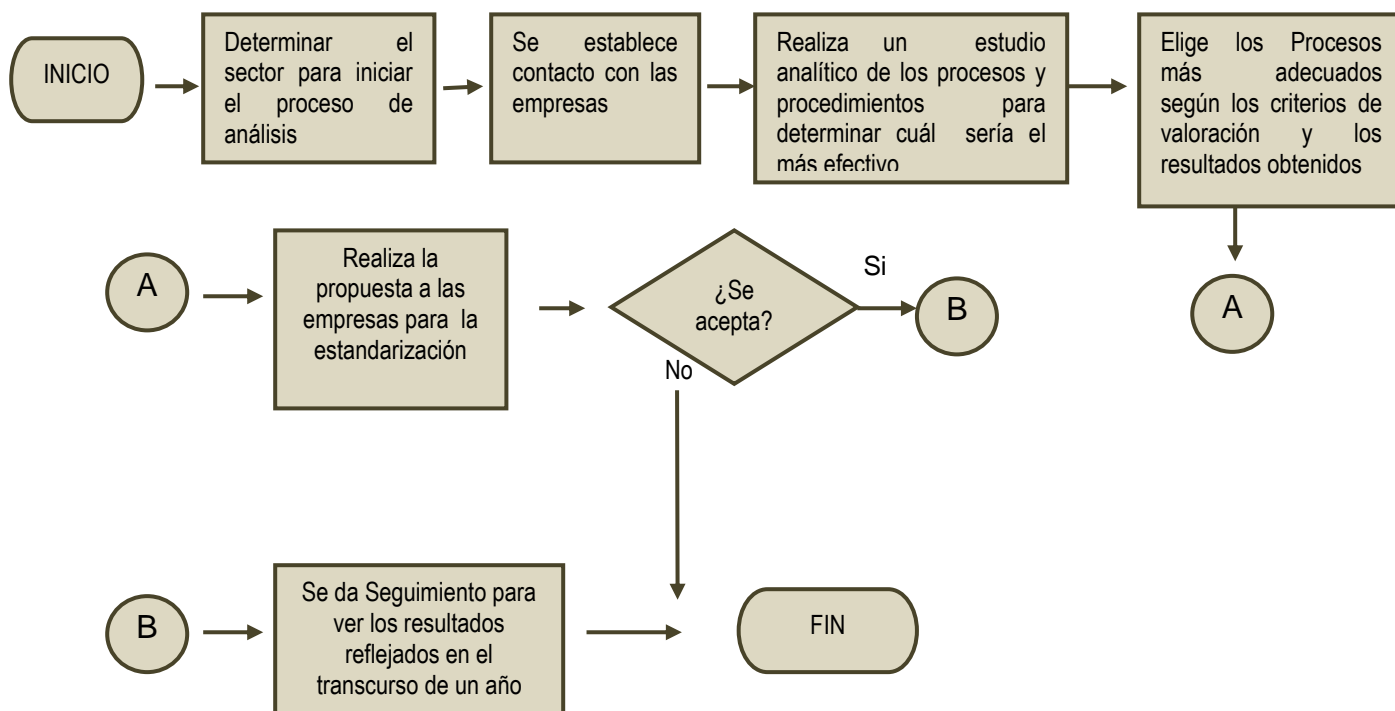 INICIO
Determinar el
sector para iniciar
el proceso de
análisis
Se establece
contacto con las
empresas
Realiza un estudio
analítico de los procesos y
procedimientos para
determinar cuál sería el
más efectivo
Elige los Procesos
más adecuados
según los criterios de
valoración y los
resultados obtenidos
A
Realiza la
propuesta a las
empresas para la
estandarización
¿Se
acepta?
Si
B
A
No
B
Se da Seguimiento para
ver los resultados
reflejados en el
transcurso de un año
FIN